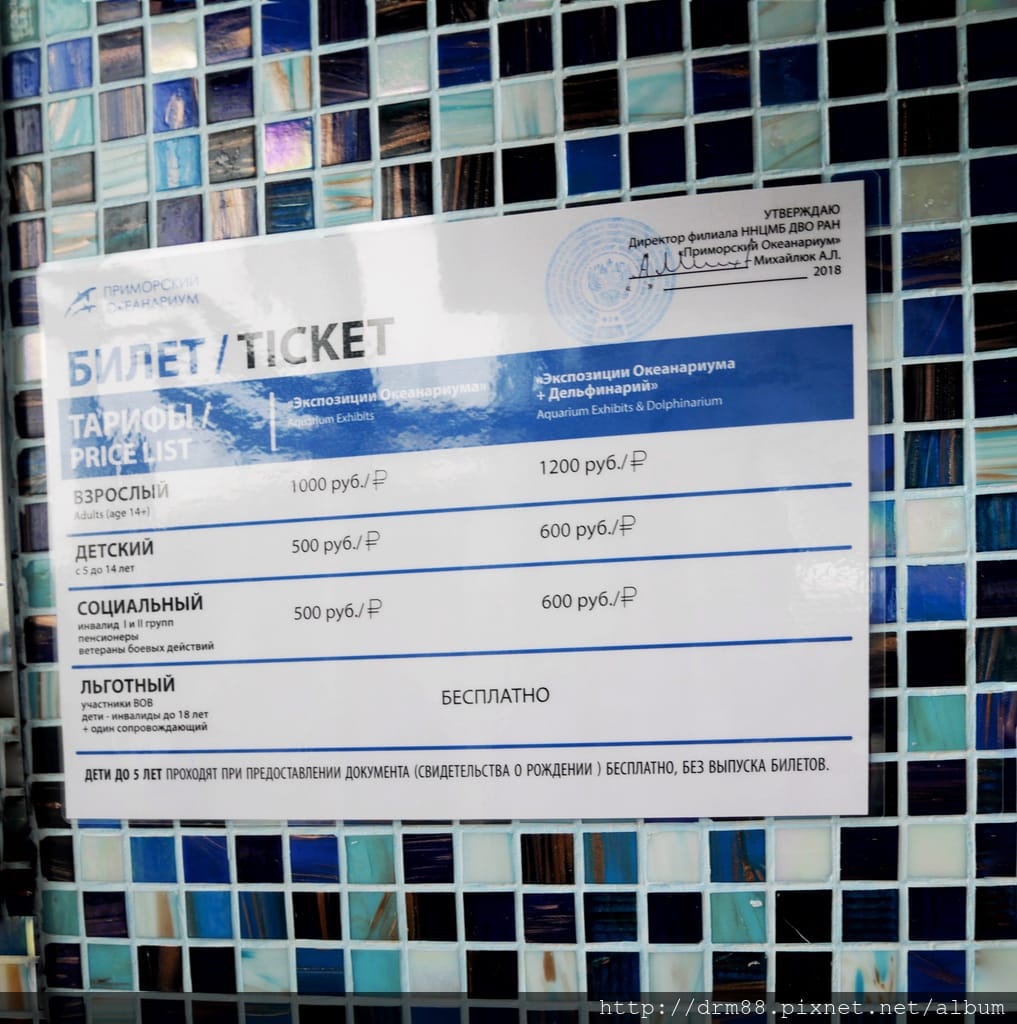 УТВЕРЖДАЮ
Директор филиала ННЦМБ ДВО РАН
«Приморский Океанариум»
Михайлюк А.Л.
« » 2018
ПРИМОРСКИЙ
ОКЕАНАРИУМ
БИЛЕТ / TICKET
ТАРИФЫ /
PRICE LIST
«Экспозиции Океанариума»
Aquarium Exhibits
«Экспозиции Океанариума
+ Дельфинарий»
Aquarium Exhibits & Dolphinarium
ВЗРОСЛЫЙ
Adults (age 14+)
1000 руб./₽
1200 руб./₽
ДЕТСКИЙ
с 5 до 14 лет
500 руб./₽
600 руб./₽
СОЦИАЛЬНЫЙ
инвалид I и II групп
пенсионеры
ветераны боевых действий
500 руб./₽
600 руб./₽
ЛЬГОТНЫЙ
участники ВОВ
дети - инвалиды до 18 лет
+ один сопровождающий
БЕСПЛАТНО
ДЕТИ ДО 5 ЛЕТ ПРОХОДЯТ ПРИ ПРЕДОСТАВЛЕНИИ ДОКУМЕНТА (СВИДЕТЕЛЬСТВА О РОЖДЕНИИ ) БЕСПЛАТНО, БЕЗ ВЫПУСКА БИЛЕТОВ.
http://drm88.pixnet.net/album